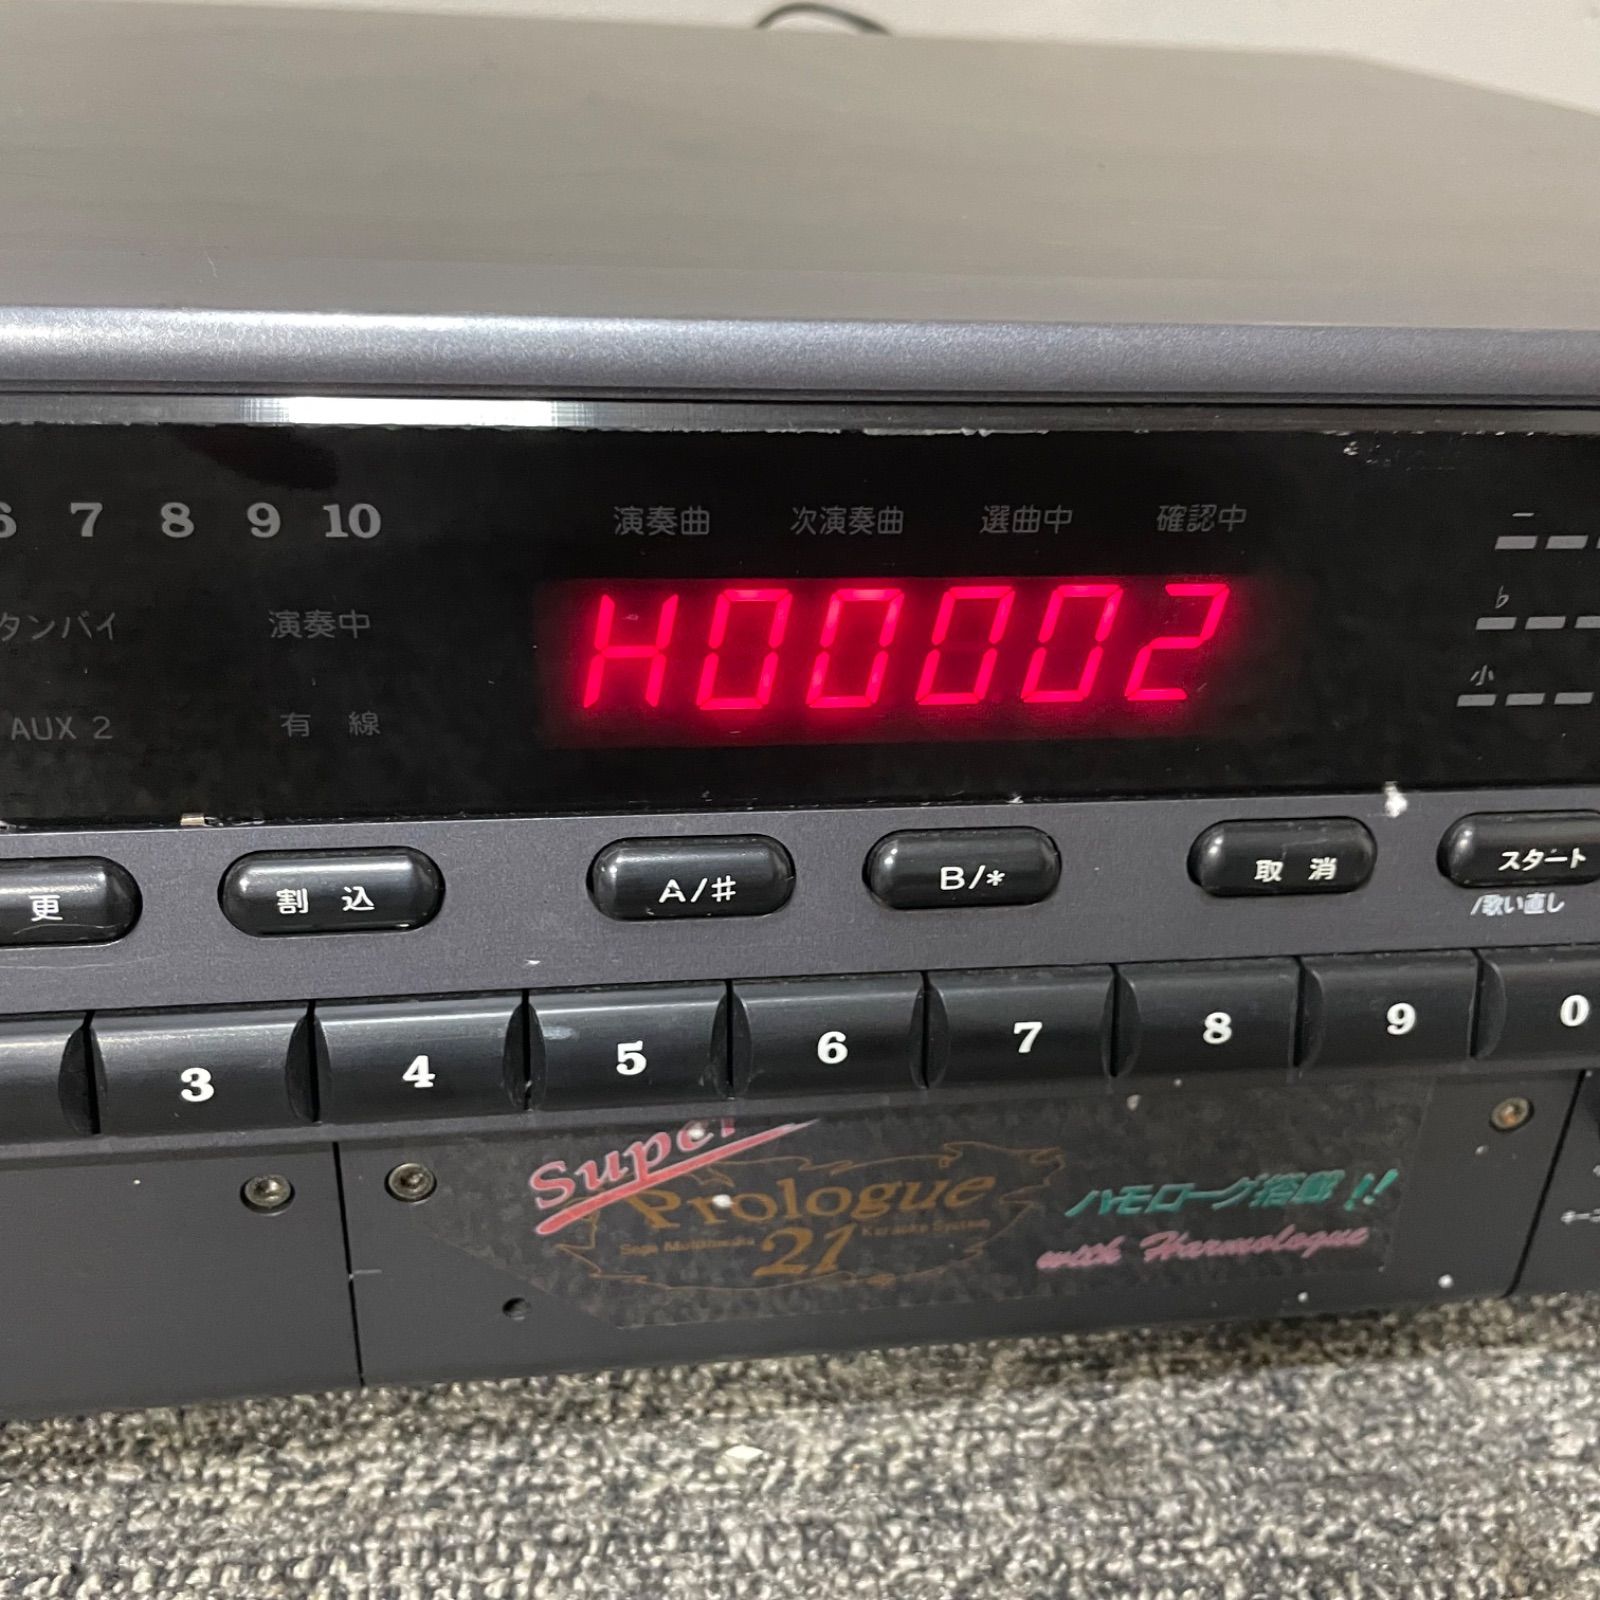 6 7 8 9 10
演奏曲 次演奏曲 選曲中 確認中
タンバイ 演奏中
H00002
♭
小
AUX 2 有線
更 割込 A/# B/* 取消 スタート
/歌い直し
3 4 5 6 7 8 9 0
Super
Prologue
21
Karaoke System
ハモローグ搭載!!
with Harmologue